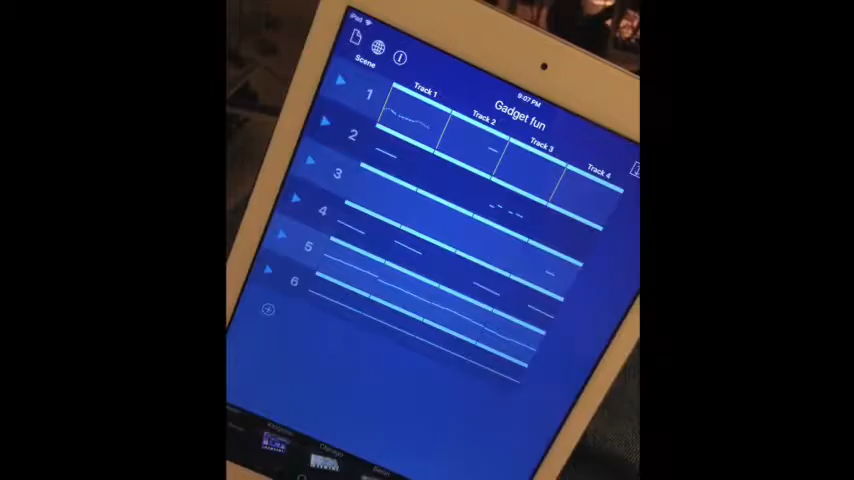 iPad
9:07 PM
Gadget fun
Scene
Track 1
Track 2
Track 3
Track 4
1
2
3
4
5
6
Chicago